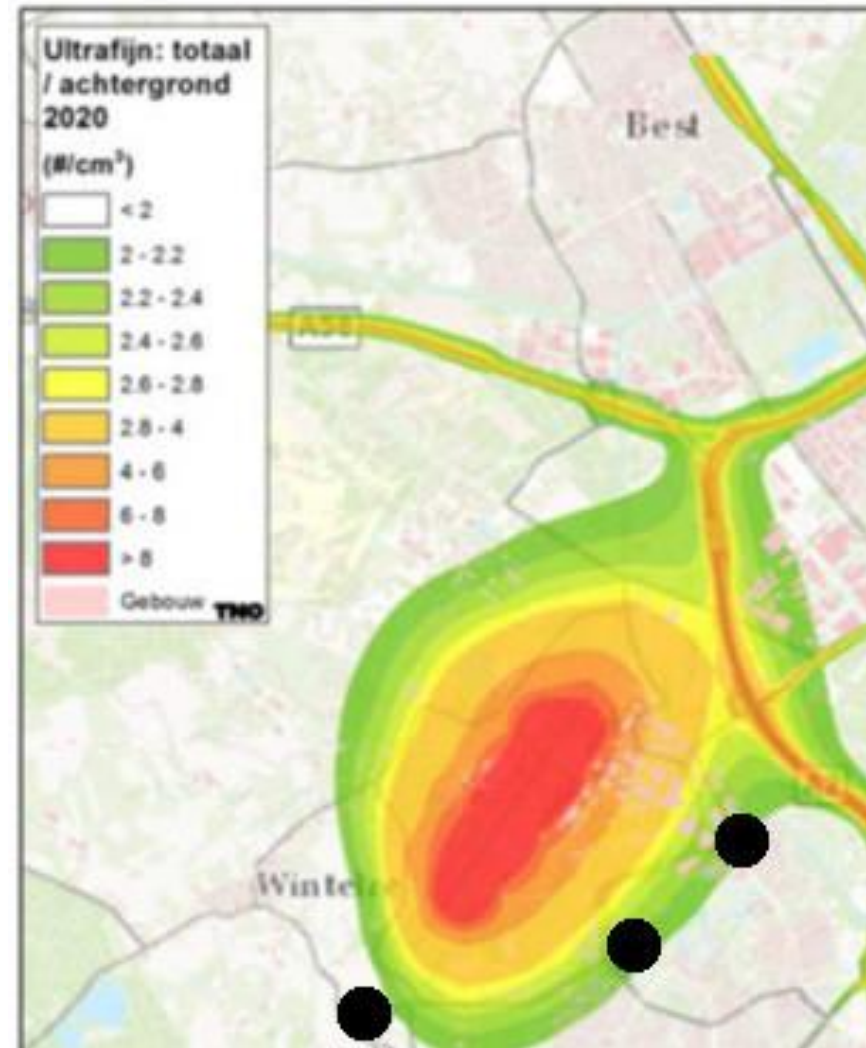 Ultrafijn: totaal
/ achtergrond
2020
(#/cm³)
< 2
2 - 2.2
2.2 - 2.4
2.4 - 2.6
2.6 - 2.8
2.8 - 4
4 - 6
6 - 8
> 8
Gebouw TNO
Best